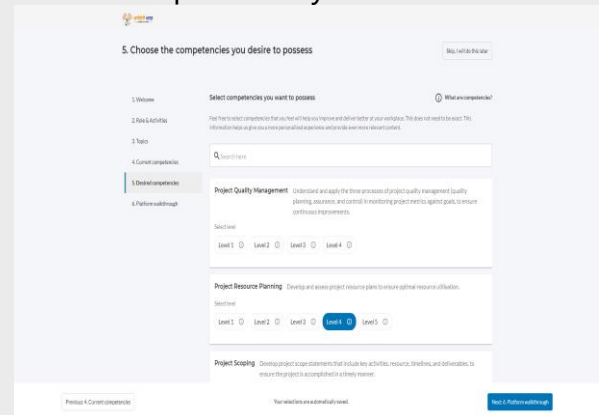 5. Choose the competencies you desire to possess
Skip, I will do this later
1. Welcome
2. Role & Activities
3. Topics
4. Current competencies
5. Desired competencies
6. Platform walkthrough
Select competencies you want to possess
What are competencies?
Feel free to select competencies that you feel will help you improve and deliver better at your workplace. This does not need to be exact. This
information helps us give you a more personalized experience and provide even more relevant content.
Search here
Project Quality Management Understand and apply the three processes of project quality management (quality
planning, assurance, and control) in monitoring project metrics against goals, to ensure
continuous improvements.
Select level
Level 1 Level 2 Level 3 Level 4
Project Resource Planning Develop and assess project resource plans to ensure optimal resource utilisation.
Select level
Level 1 Level 2 Level 3 Level 4 Level 5
Project Scoping Develop project scope statements that include key activities, resource, timelines, and deliverables, to
ensure the project is accomplished in a timely manner.
Previous: 4. Current competencies
Your selections are automatically saved.
Next: 6. Platform walkthrough